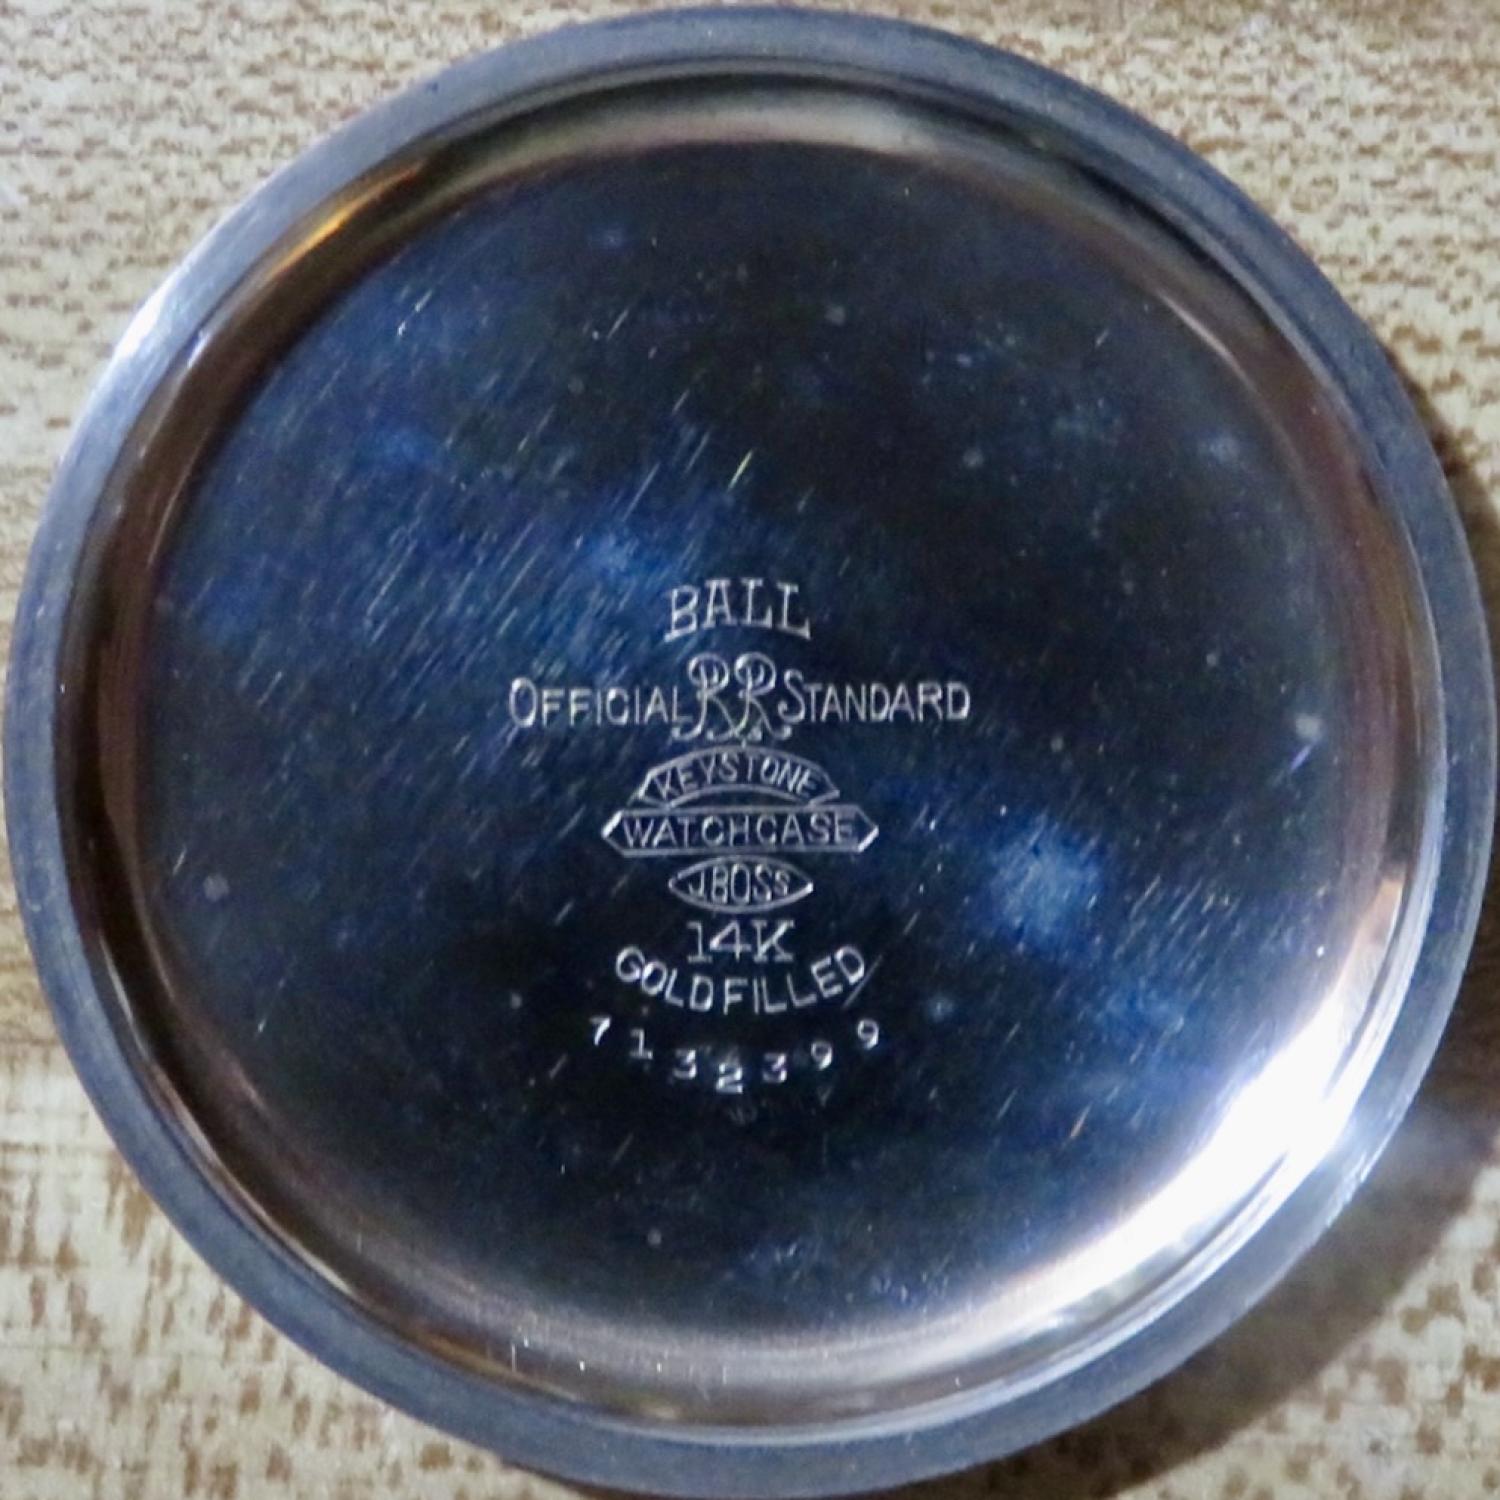 BALL
OFFICIAL RR STANDARD
KEYSTONE
WATCHCASE
J.BOSS
14K
GOLD FILLED
7132399